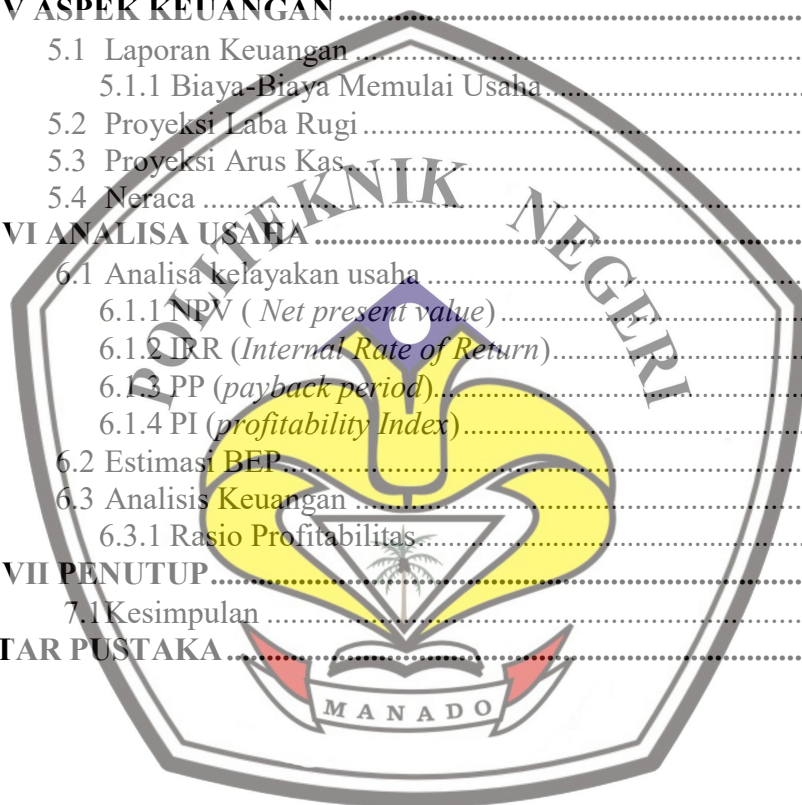 V ASPEK KEUANGAN
5.1 Laporan Keuangan
5.1.1 Biaya-Biaya Memulai Usaha
5.2 Proyeksi Laba Rugi
5.3 Proyeksi Arus Kas
5.4 Neraca
VI ANALISA USAHA
6.1 Analisa kelayakan usaha
6.1.1 NPV ( Net present value)
6.1.2 IRR (Internal Rate of Return)
6.1.3 PP (payback period)
6.1.4 PI (profitability Index)
6.2 Estimasi BEP
6.3 Analisis Keuangan
6.3.1 Rasio Profitabilitas
VII PENUTUP
7.1Kesimpulan
TAR PUSTAKA
POLITEKNIK NEGERI
MANADO